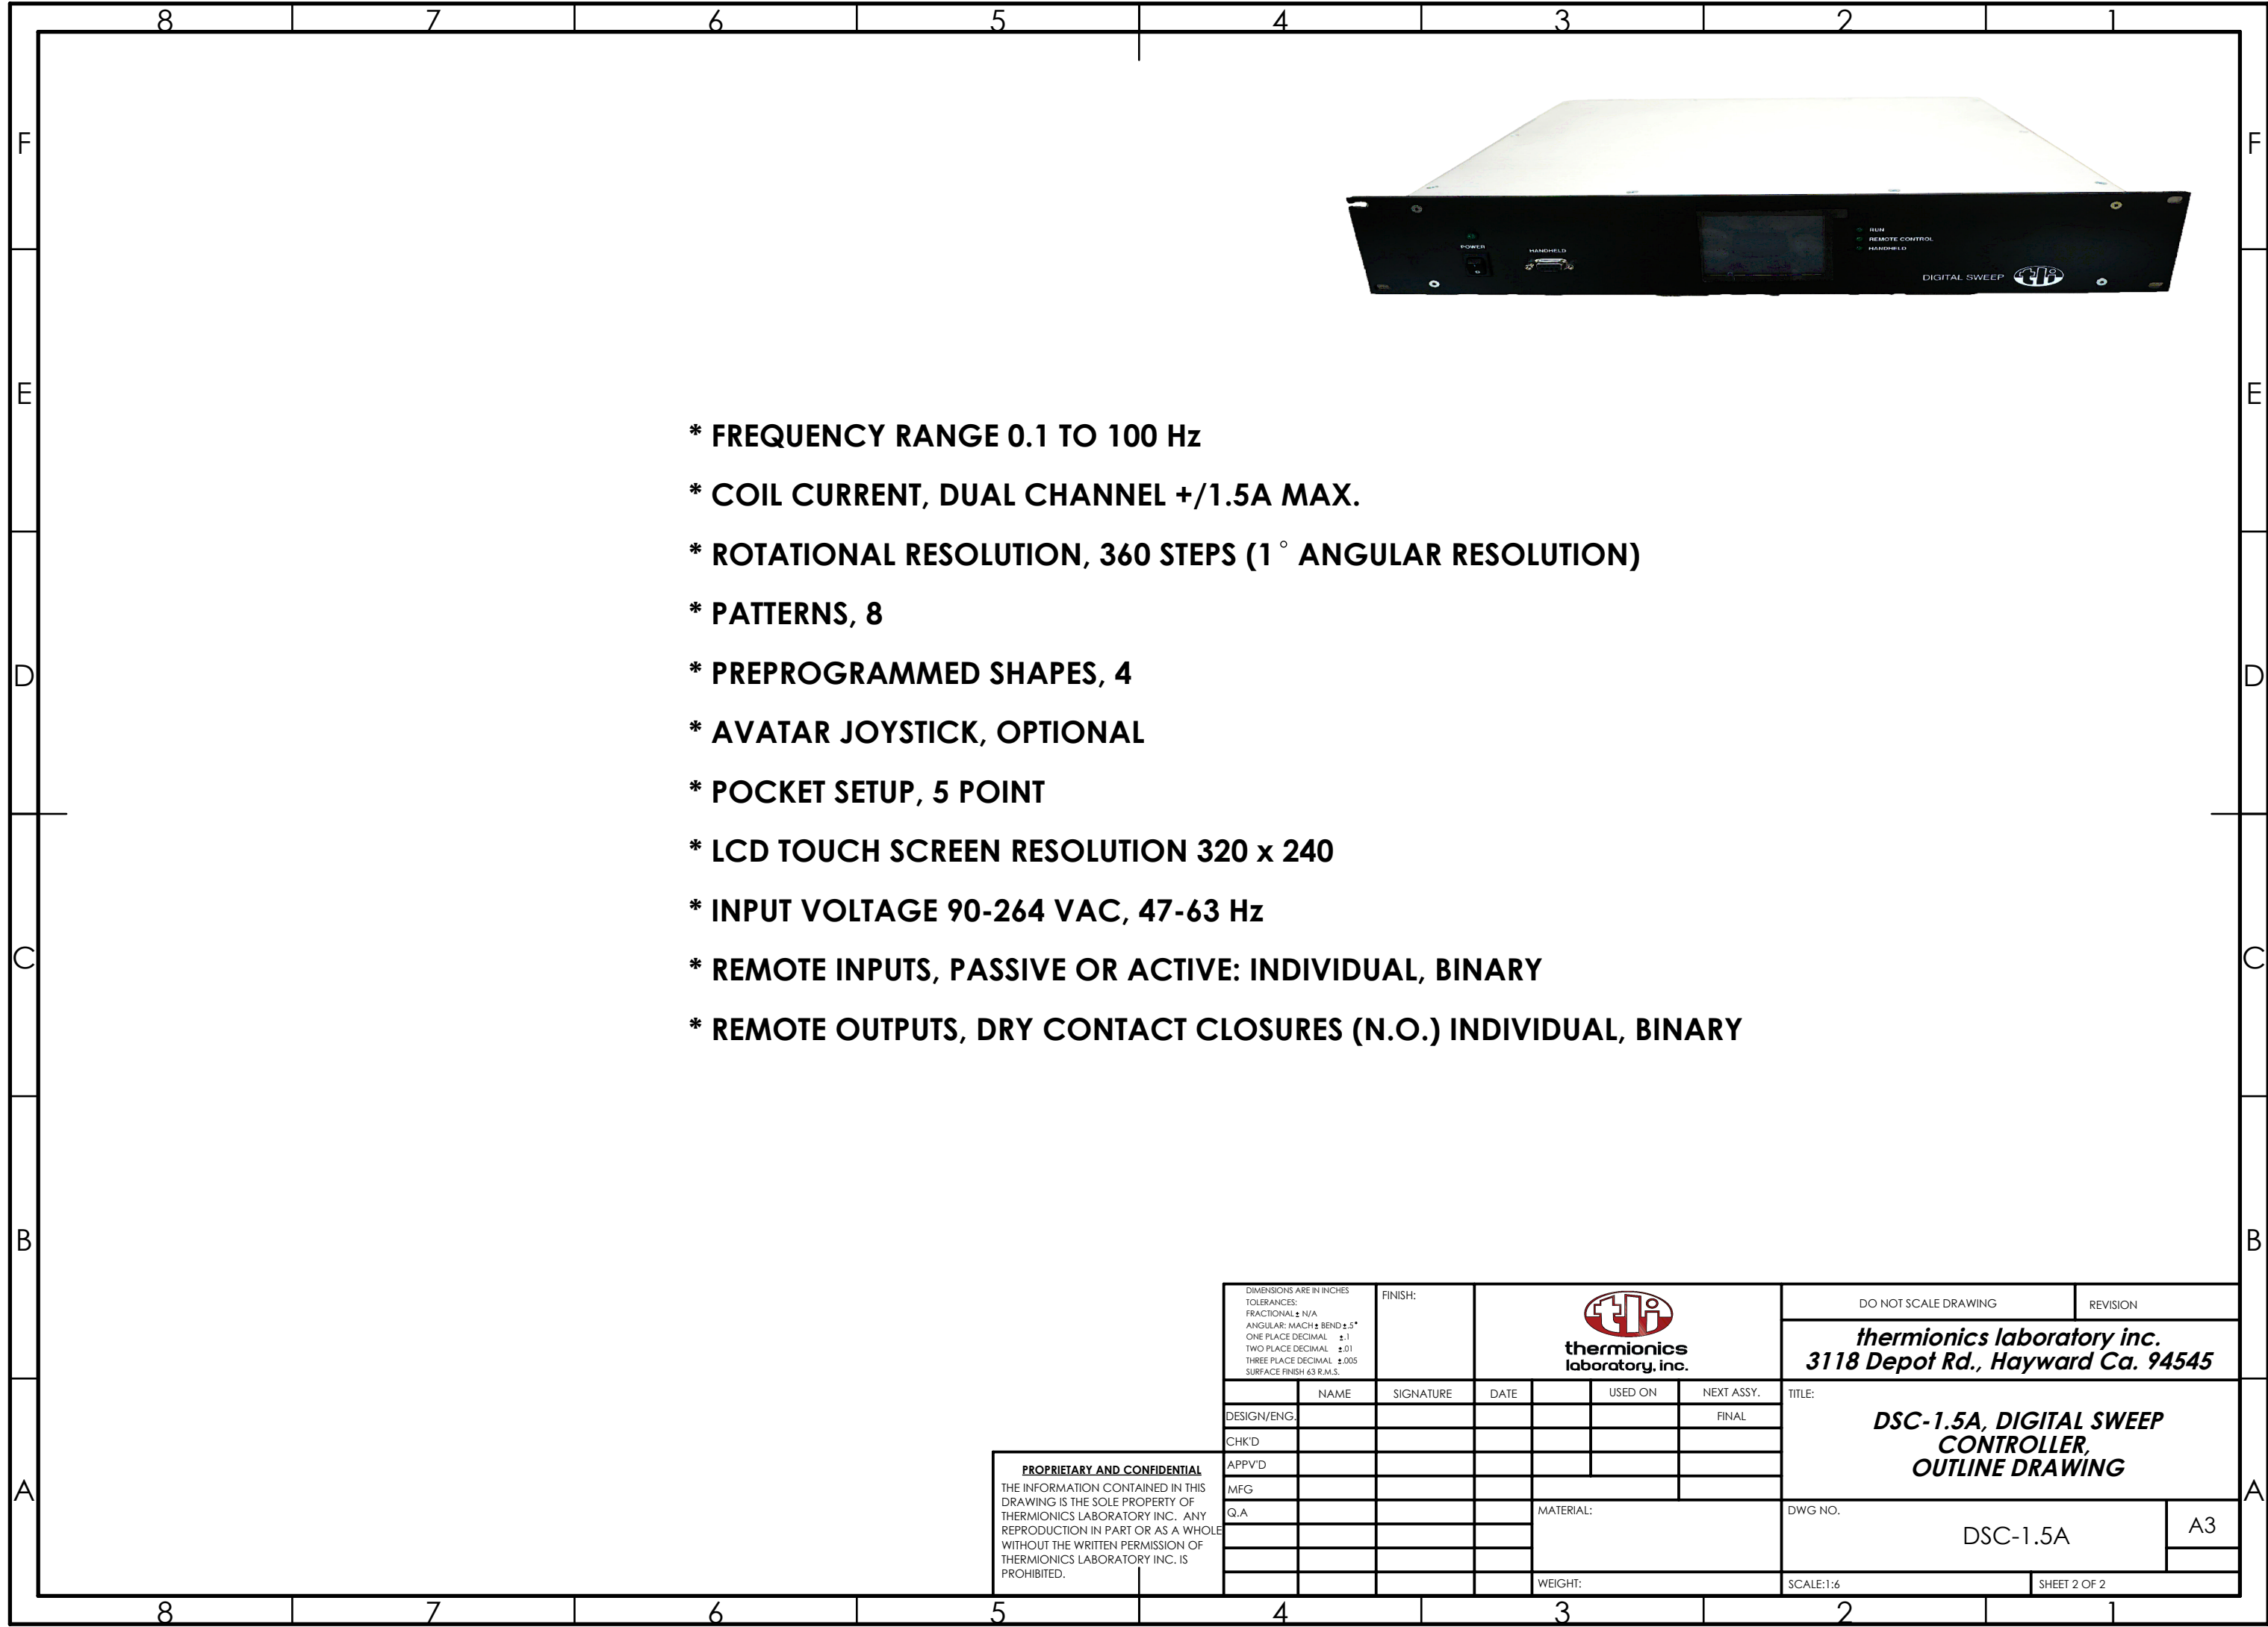 8 7 6 5 4 3 2 1
F F
POWER
HANDHELD
RUN
REMOTE CONTROL
HANDHELD
DIGITAL SWEEP tli
E E
* FREQUENCY RANGE 0.1 TO 100 Hz
* COIL CURRENT, DUAL CHANNEL +/1.5A MAX.
* ROTATIONAL RESOLUTION, 360 STEPS (1° ANGULAR RESOLUTION)
* PATTERNS, 8
* PREPROGRAMMED SHAPES, 4
D D
* AVATAR JOYSTICK, OPTIONAL
* POCKET SETUP, 5 POINT
* LCD TOUCH SCREEN RESOLUTION 320 x 240
* INPUT VOLTAGE 90-264 VAC, 47-63 Hz
C C
* REMOTE INPUTS, PASSIVE OR ACTIVE: INDIVIDUAL, BINARY
* REMOTE OUTPUTS, DRY CONTACT CLOSURES (N.O.) INDIVIDUAL, BINARY
B B
DIMENSIONS ARE IN INCHES
TOLERANCES:
FRACTIONAL ± N/A
ANGULAR: MACH ± BEND ± .5°
ONE PLACE DECIMAL ± .1
TWO PLACE DECIMAL ± .01
THREE PLACE DECIMAL ± .005
SURFACE FINISH 63 R.M.S.
FINISH:
tli
thermionics
laboratory, inc.
DO NOT SCALE DRAWING
REVISION
thermionics laboratory inc.
3118 Depot Rd., Hayward Ca. 94545
NAME SIGNATURE DATE USED ON NEXT ASSY.
DESIGN/ENG. FINAL
CHK'D
APPV'D
MFG
Q.A
TITLE:
DSC-1.5A, DIGITAL SWEEP
CONTROLLER,
OUTLINE DRAWING
A A
PROPRIETARY AND CONFIDENTIAL
THE INFORMATION CONTAINED IN THIS
DRAWING IS THE SOLE PROPERTY OF
THERMIONICS LABORATORY INC. ANY
REPRODUCTION IN PART OR AS A WHOLE
WITHOUT THE WRITTEN PERMISSION OF
THERMIONICS LABORATORY INC. IS
PROHIBITED.
MATERIAL:
WEIGHT:
DWG NO.
DSC-1.5A
A3
SCALE:1:6
SHEET 2 OF 2
8 7 6 5 4 3 2 1